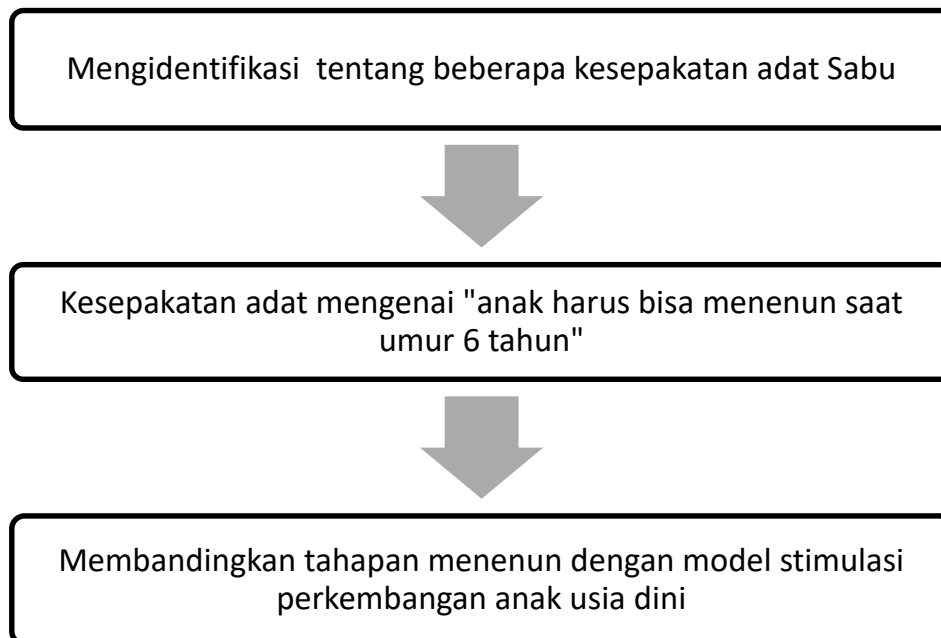 Mengidentifikasi  tentang beberapa kesepakatan adat Sabu
Kesepakatan adat mengenai "anak harus bisa menenun saat
umur 6 tahun"
Membandingkan tahapan menenun dengan model stimulasi
perkembangan anak usia dini